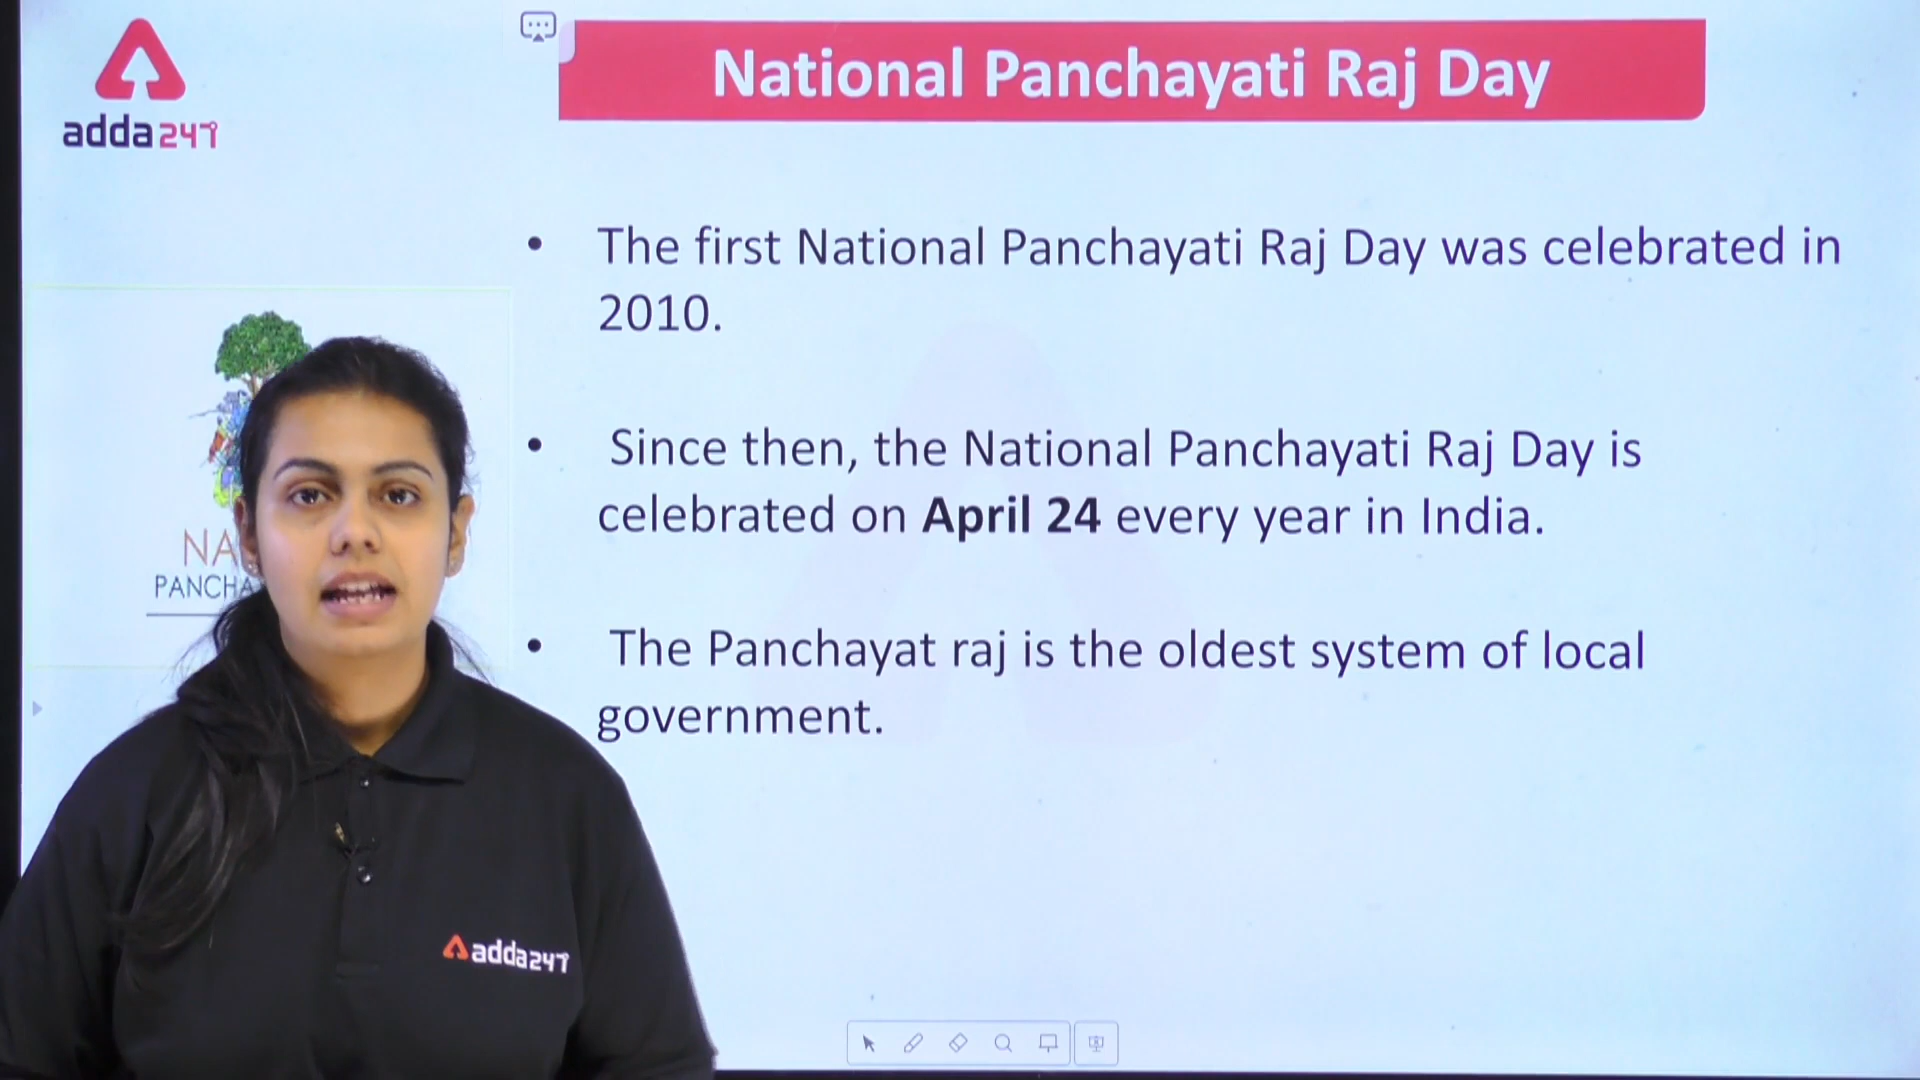 adda247
National Panchayati Raj Day
• The first National Panchayati Raj Day was celebrated in
2010.
• Since then, the National Panchayati Raj Day is
celebrated on April 24 every year in India.
• The Panchayat raj is the oldest system of local
government.
NA
PANCHA
adda247